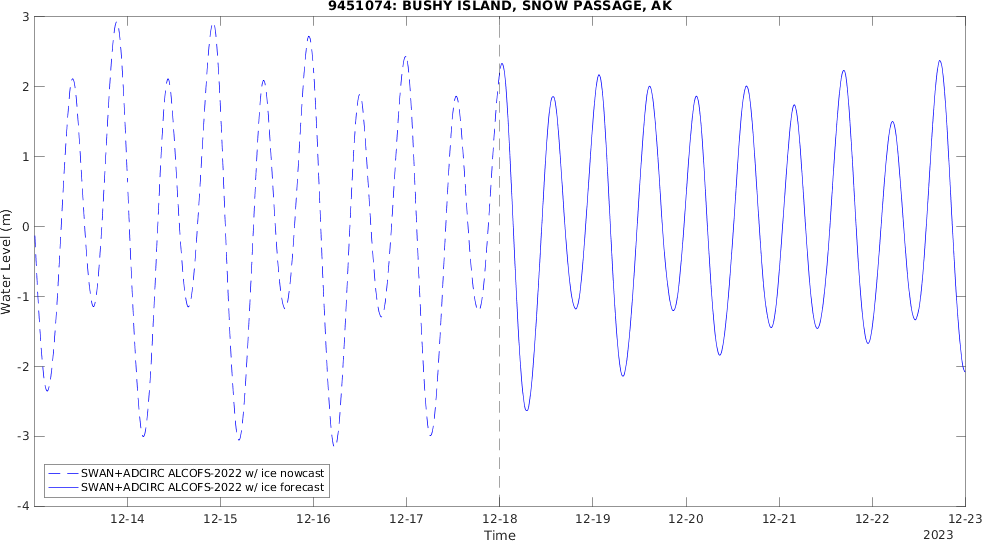 9451074: BUSHY ISLAND, SNOW PASSAGE, AK
3
2
1
0
-1
-2
-3
-4
Water Level (m)
SWAN+ADCIRC ALCOFS-2022 w/ ice nowcast
SWAN+ADCIRC ALCOFS-2022 w/ ice forecast
12-14 12-15 12-16 12-17 12-18 12-19 12-20 12-21 12-22 12-23
Time
2023